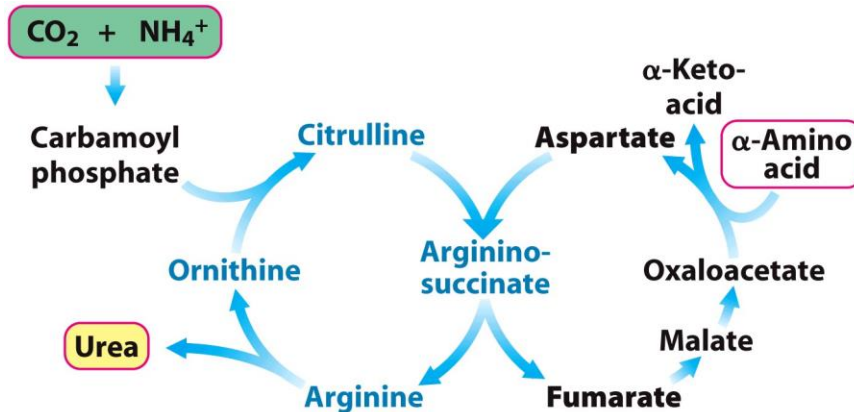 CO₂ + NH₄⁺
Carbamoyl
phosphate
Citrulline
Aspartate
α-Keto-
acid
α-Amino
acid
Ornithine
Arginino-
succinate
Oxaloacetate
Urea
Malate
Arginine
Fumarate